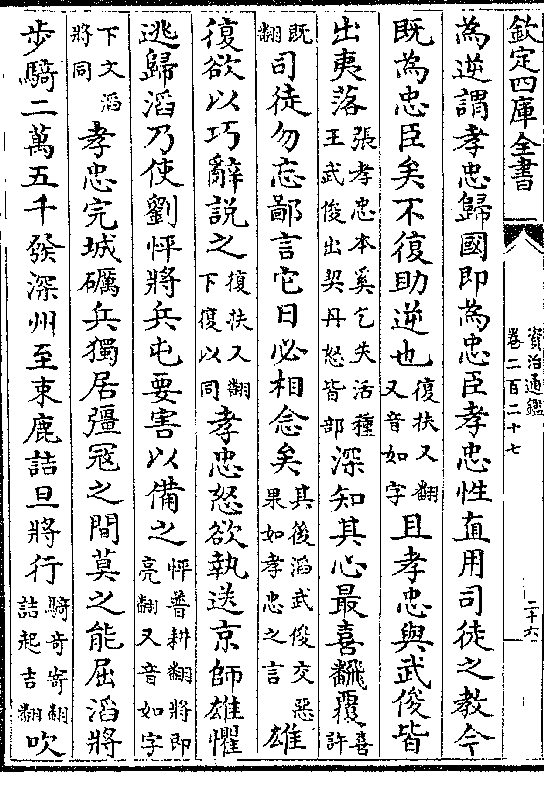 欽定四庫全書
資治通鑑
卷二百二十七
二十六
為逆謂孝忠歸國即為忠臣孝忠性直用司徒之教今
既為忠臣矣不復助逆也復扶又翻又音如字且孝忠與武俊皆
出夷落張孝忠本奚乞失活種王武俊出契丹怒皆部深知其心最喜翻覆喜許
既翻司徒勿忘鄙言它日必相念矣其後滔武俊交惡果如孝忠之言雄
復欲以巧辭說之復扶又翻下復以同孝忠怒欲執送京師雄懼
逃歸滔乃使劉怦將兵屯要害以備之怦普耕翻將即亮翻又音如字
下文滔將同孝忠完城礪兵獨居彊冦之間莫之能屈滔將
步騎二萬五千發深州至束鹿詰旦將行騎奇寄翻詰起吉翻吹